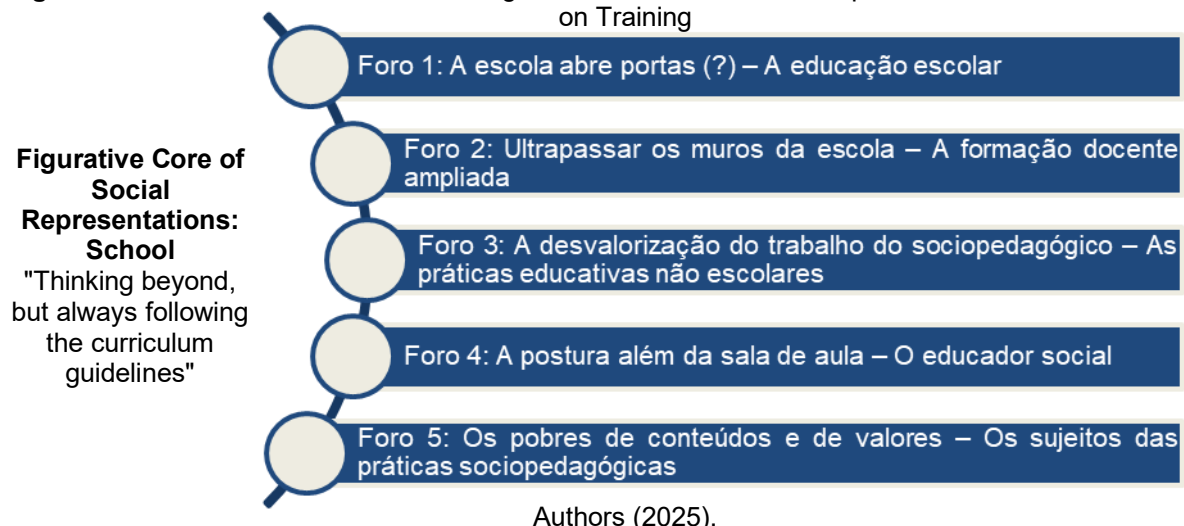 on Training
Foro 1: A escola abre portas (?) – A educação escolar
Figurative Core of
Social
Representations:
School
"Thinking beyond,
but always following
the curriculum
guidelines"
Foro 2: Ultrapassar os muros da escola – A formação docente
ampliada
Foro 3: A desvalorização do trabalho do sociopedagógico – As
práticas educativas não escolares
Foro 4: A postura além da sala de aula – O educador social
Foro 5: Os pobres de conteúdos e de valores – Os sujeitos das
práticas sociopedagógicas
Authors (2025).